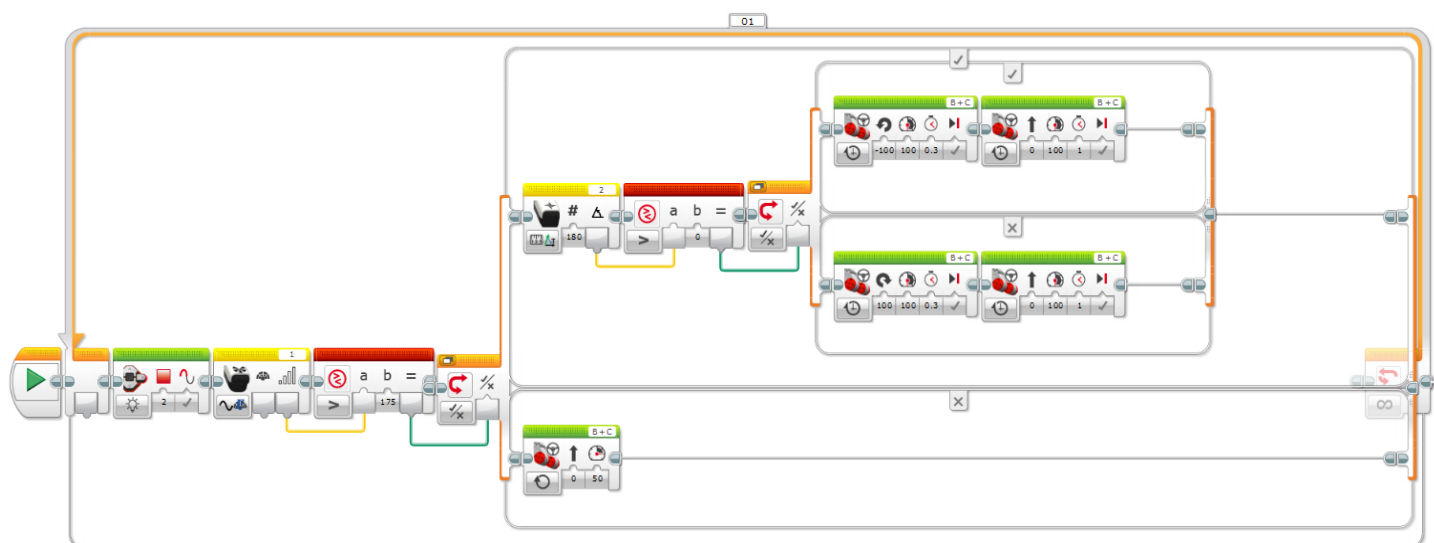 01
B + C
B + C
-100 100 0.3
0 100 1
2
# a b =
180 > 0
B + C
B + C
100 100 0.3
0 100 1
1
a b =
2 > 175
B + C
0 50